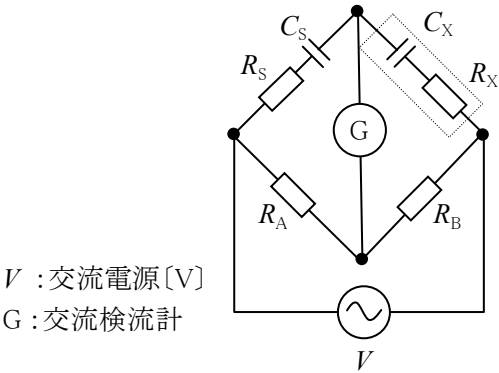 C_S
C_X
R_S
R_X
G
R_A
R_B
V : 交流電源〔V〕
G : 交流検流計
V